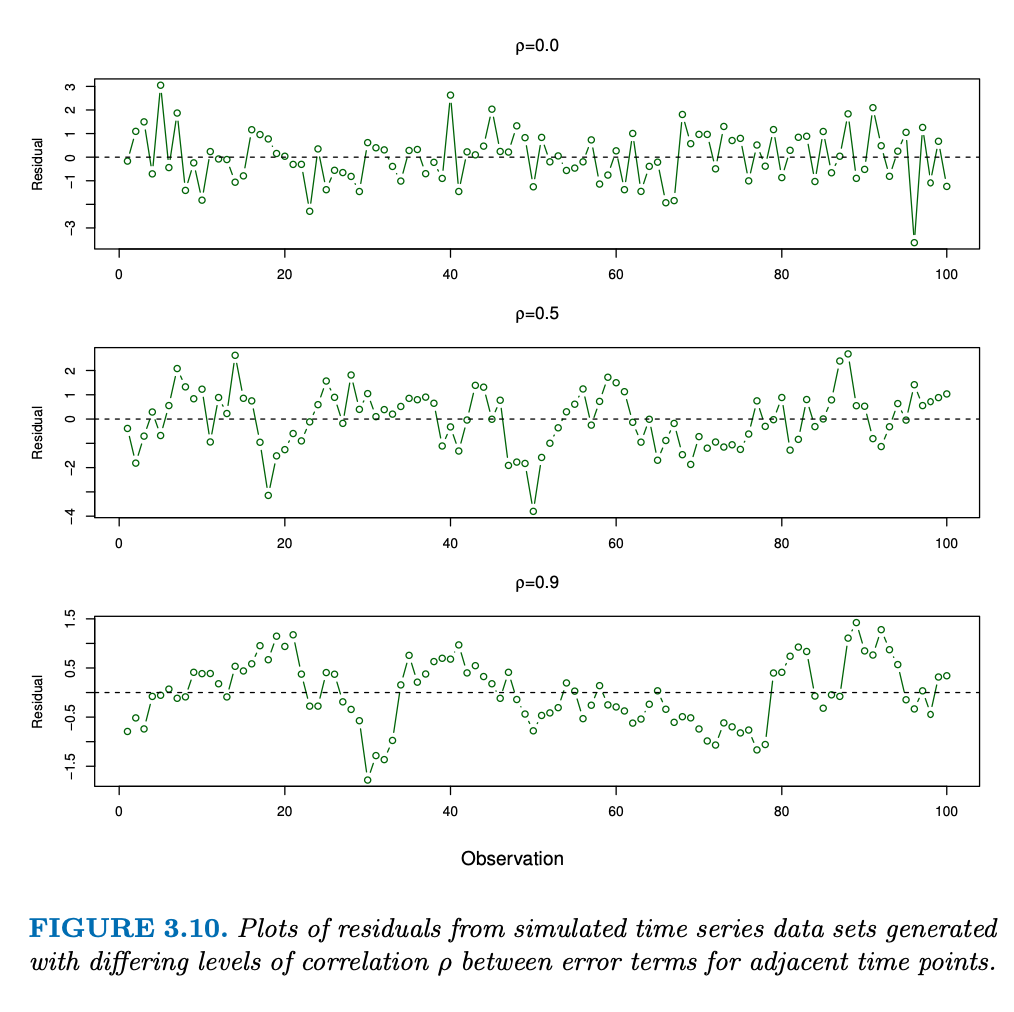 ρ=0.0
Residual
3
2
1
0
−1
−3
0 20 40 60 80 100
ρ=0.5
Residual
2
1
0
−2
−4
0 20 40 60 80 100
ρ=0.9
Residual
1.5
0.5
−0.5
−1.5
0 20 40 60 80 100
Observation
FIGURE 3.10. Plots of residuals from simulated time series data sets generated
with differing levels of correlation ρ between error terms for adjacent time points.